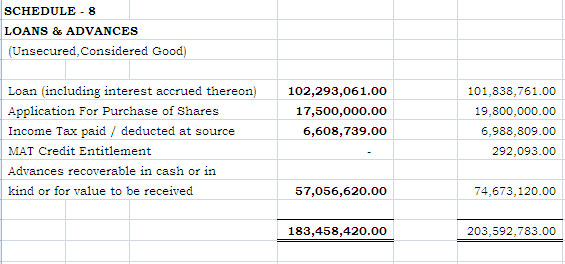 SCHEDULE - 8
LOANS & ADVANCES
(Unsecured,Considered Good)
Loan (including interest accrued thereon) 102,293,061.00 101,838,761.00
Application For Purchase of Shares 17,500,000.00 19,800,000.00
Income Tax paid / deducted at source 6,608,739.00 6,988,809.00
MAT Credit Entitlement - 292,093.00
Advances recoverable in cash or in
kind or for value to be received 57,056,620.00 74,673,120.00
183,458,420.00 203,592,783.00